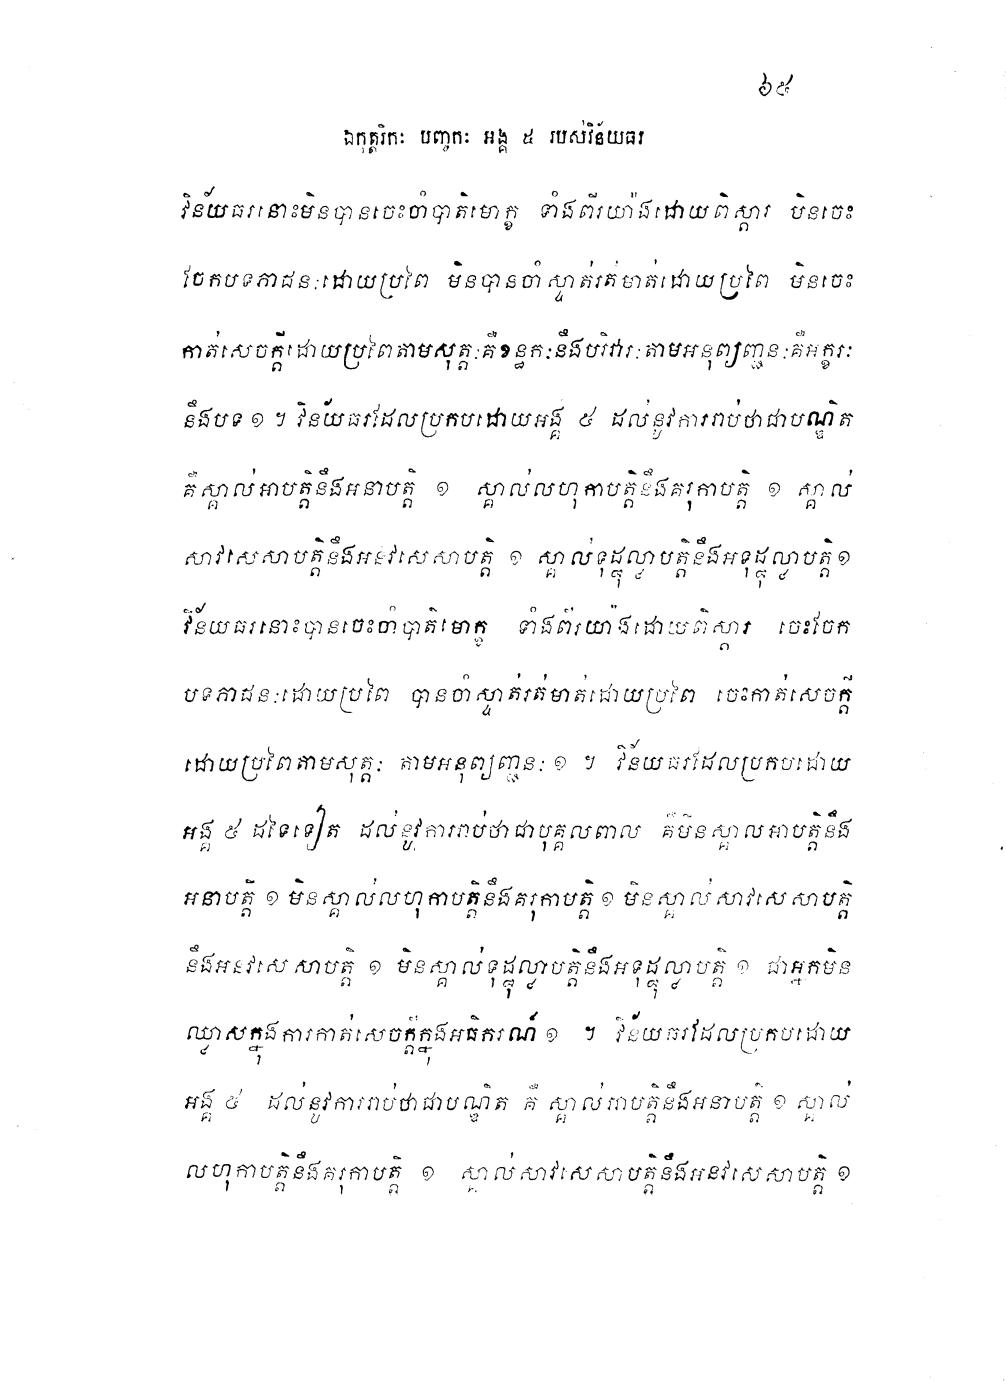 ៦៥
ឯកុត្តរិកៈ បញ្ចកៈ អង្គ ៥ របស់វិន័យធរ
វិន័យធរនោះមិនបានចេះចាំបាតិមោក្ខ ទាំងពីរយ៉ាងដោយពិស្តារ មិនចេះ
ចែកបទភាជនៈដោយប្រពៃ មិនបានចាំស្ទាត់រត់មាត់ដោយប្រពៃ មិនចេះ
កាត់សេចក្តីដោយប្រពៃតាមសុត្តៈគឺខន្ធកៈនឹងបរិវារៈតាមអនុព្យញ្ជនៈគឺអក្ខរៈ
នឹងបទ ១ ។ វិន័យធរដែលប្រកបដោយអង្គ ៥ ដល់នូវការរាប់ថាជាបណ្ឌិត
គឺស្គាល់អាបត្តិនឹងអនាបត្តិ ១ ស្គាល់លហុកាបត្តិនឹងគរុកាបត្តិ ១ ស្គាល់
សាវសេសាបត្តិនឹងអនវសេសាបត្តិ ១ ស្គាល់ទុដ្ឋុល្លាបត្តិនឹងអទុដ្ឋុល្លាបត្តិ ១
វិន័យធរនោះបានចេះចាំបាតិមោក្ខ ទាំងពីរយ៉ាងដោយពិស្តារ ចេះចែក
បទភាជនៈដោយប្រពៃ បានចាំស្ទាត់រត់មាត់ដោយប្រពៃ ចេះកាត់សេចក្តី
ដោយប្រពៃតាមសុត្តៈ តាមអនុព្យញ្ជនៈ ១ ។ វិន័យធរដែលប្រកបដោយ
អង្គ ៥ ដទៃទៀត ដល់នូវការរាប់ថាជាបុគ្គលពាល គឺមិនស្គាលអាបត្តិនឹង
អនាបត្តិ ១ មិនស្គាល់លហុកាបត្តិនឹងគរុកាបត្តិ ១ មិនស្គាល់សាវសេសាបត្តិ
នឹងអនវសេសាបត្តិ ១ មិនស្គាល់ទុដ្ឋុល្លាបត្តិនឹងអទុដ្ឋុល្លាបត្តិ ១ ជាអ្នកមិន
ឈ្លាសក្នុងការកាត់សេចក្តីក្នុងអធិករណ៍ ១ ។ វិន័យធរដែលប្រកបដោយ
អង្គ ៥ ដល់នូវការរាប់ថាជាបណ្ឌិត គឺ ស្គាល់អាបត្តិនឹងអនាបត្តិ ១ ស្គាល់
លហុកាបត្តិនឹងគរុកាបត្តិ ១ ស្គាល់សាវសេសាបត្តិនឹងអនវសេសាបត្តិ ១